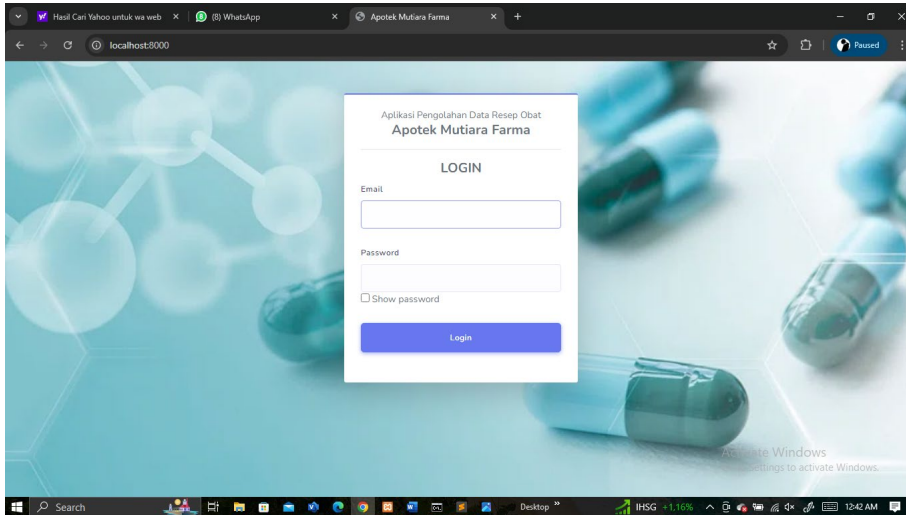 Hasil Cari Yahoo untuk wa web
(8) WhatsApp
Apotek Mutiara Farma
localhost:8000
Paused
Aplikasi Pengolahan Data Resep Obat
Apotek Mutiara Farma
LOGIN
Email
Password
Show password
Login
Activate Windows
Settings to activate Windows.
Search
Desktop
IHSG +1,16%
12:42 AM